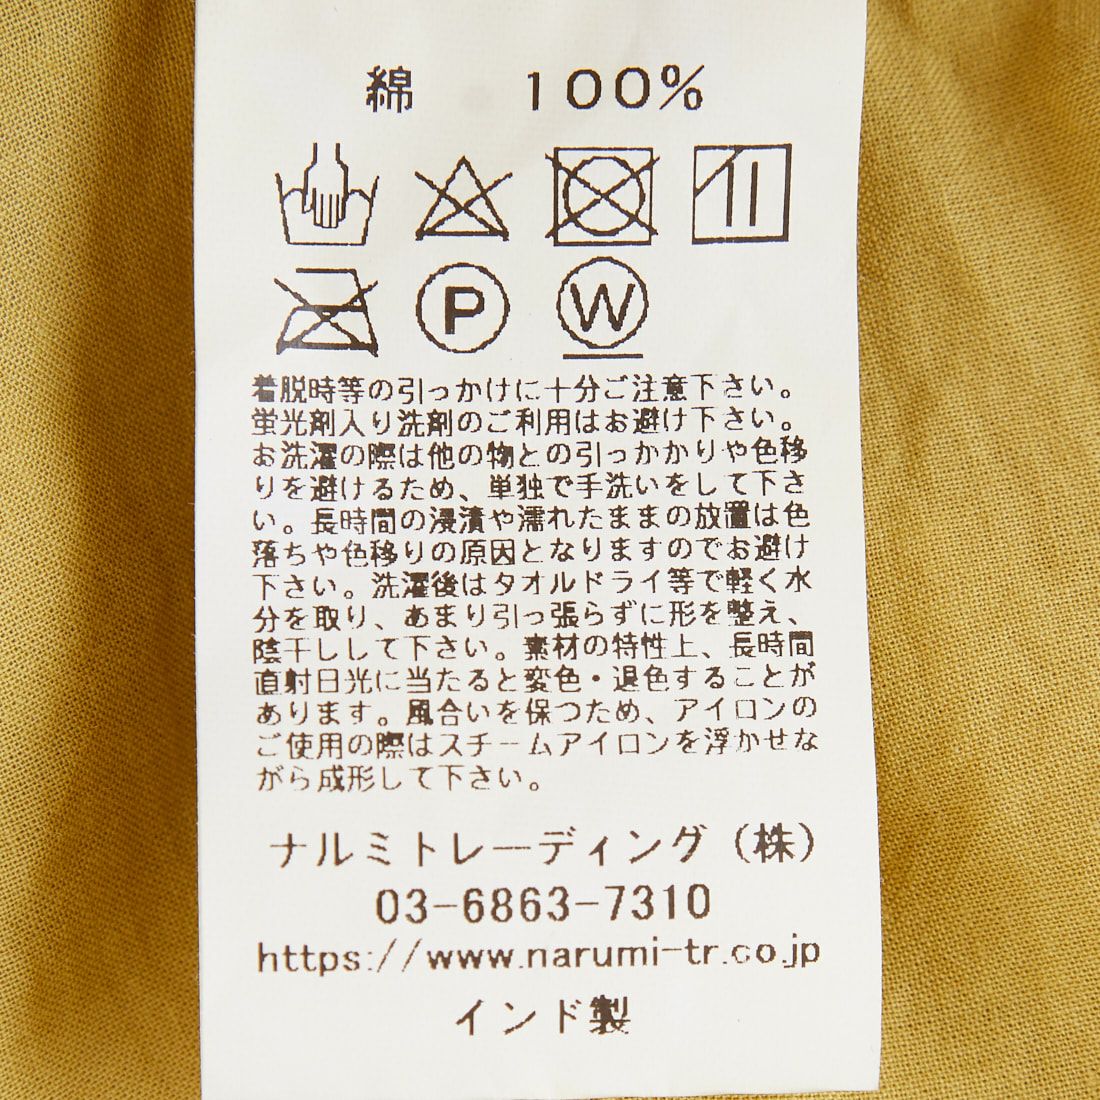 綿 100%
P W
着脱時等の引っかけに十分ご注意下さい。
蛍光剤入り洗剤のご利用はお避け下さい。
お洗濯の際は他の物との引っかかりや色移
りを避けるため、単独で手洗いをして下さ
い。長時間の浸漬や濡れたままの放置は色
落ちや色移りの原因となりますのでお避け
下さい。洗濯後はタオルドライ等で軽く水
分を取り、あまり引っ張らずに形を整え、
陰干しして下さい。素材の特性上、長時間
直射日光に当たると変色・退色することが
あります。風合いを保つため、アイロンの
ご使用の際はスチームアイロンを浮かせな
がら成形して下さい。
ナルミトレーディング(株)
03-6863-7310
https://www.narumi-tr.co.jp
インド製